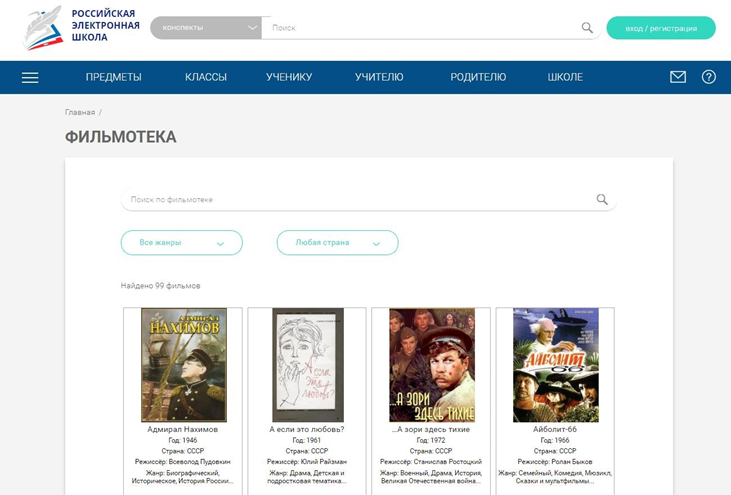 РОССИЙСКАЯ
ЭЛЕКТРОННАЯ
ШКОЛА
конспекты
Поиск
вход / регистрация
ПРЕДМЕТЫ КЛАССЫ УЧЕНИКУ УЧИТЕЛЮ РОДИТЕЛЮ ШКОЛЕ
?
Главная /
ФИЛЬМОТЕКА
Поиск по фильмотеке
Все жанры
Любая страна
Найдено 99 фильмов
АДМИРАЛ
НАХИМОВ
Адмирал Нахимов
Год: 1946
Страна: СССР
Режиссёр: Всеволод Пудовкин
Жанр: Биографический,
Историческое, История России...
А если
это
любовь?
А если это любовь?
Год: 1961
Страна: СССР
Режиссёр: Юлий Райзман
Жанр: Драма, Детская и
подростковая тематика...
...А ЗОРИ
ЗДЕСЬ ТИХИЕ
...А зори здесь тихие
Год: 1972
Страна: СССР
Режиссёр: Станислав Ростоцкий
Жанр: Военный, Драма, История,
Великая Отечественная война...
АЙБОЛИТ
66
Айболит-66
Год: 1966
Страна: СССР
Режиссёр: Ролан Быков
Жанр: Семейный, Комедия, Мюзикл,
Сказки и мультфильмы...